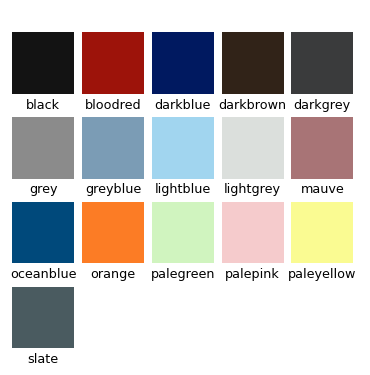 black bloodred darkblue darkbrown darkgrey
grey greyblue lightblue lightgrey mauve
oceanblue orange palegreen palepink paleyellow
slate